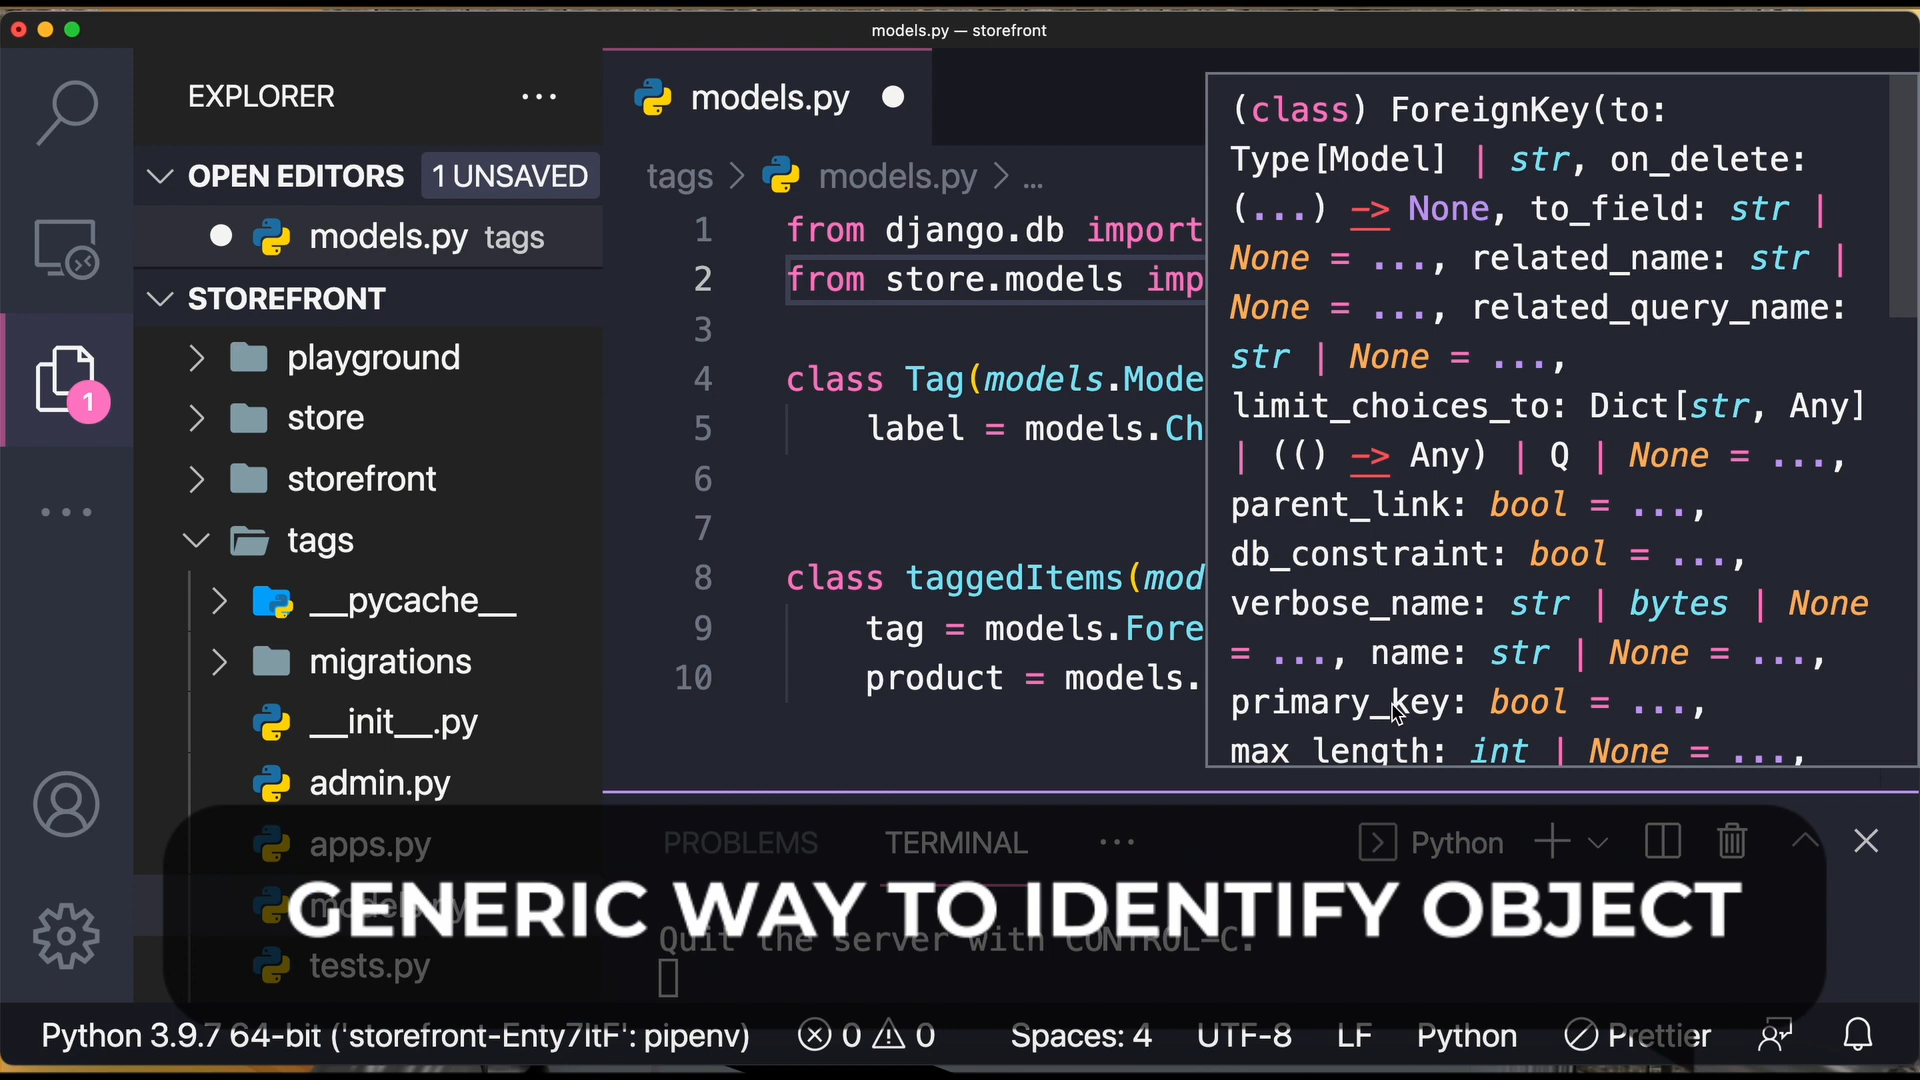 models.py — storefront
EXPLORER
OPEN EDITORS
1 UNSAVED
models.py tags
STOREFRONT
playground
store
storefront
tags
__pycache__
migrations
__init__.py
admin.py
apps.py
models.py
tests.py
1
models.py
tags > models.py > ...
1 from django.db import
2 from store.models imp
3
4 class Tag(models.Mode
5 label = models.Ch
6
7
8 class taggedItems(mod
9 tag = models.Fore
10 product = models.
(class) ForeignKey(to:
Type[Model] | str, on_delete:
(...) -> None, to_field: str |
None = ..., related_name: str |
None = ..., related_query_name:
str | None = ...,
limit_choices_to: Dict[str, Any]
| (() -> Any) | Q | None = ...,
parent_link: bool = ...,
db_constraint: bool = ...,
verbose_name: str | bytes | None
= ..., name: str | None = ...,
primary_key: bool = ...,
max_length: int | None = ...,
PROBLEMS
TERMINAL
Python
Quit the server with CONTROL-C.
GENERIC WAY TO IDENTIFY OBJECT
Python 3.9.7 64-bit ('storefront-Enty7ltF': pipenv)
0 0
Spaces: 4
UTF-8
LF
Python
Prettier